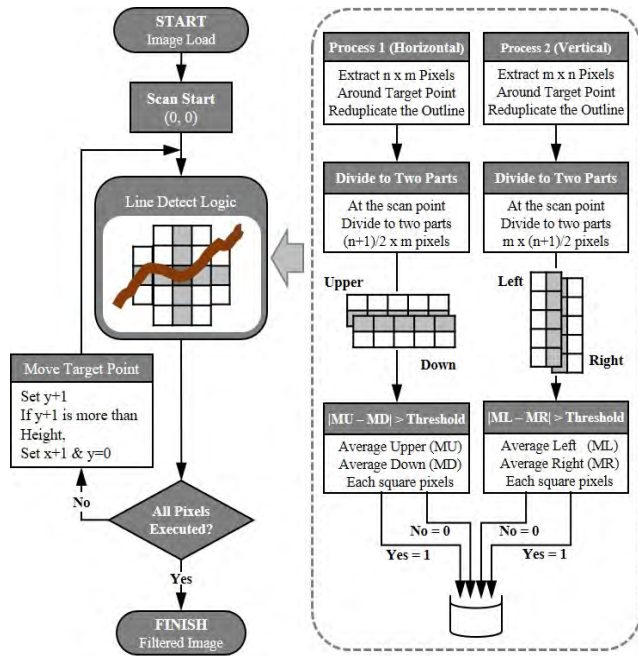 START
Image Load
Scan Start
(0, 0)
Line Detect Logic
Move Target Point
Set y+1
If y+1 is more than
Height,
Set x+1 & y=0
No
All Pixels
Executed?
Yes
FINISH
Filtered Image
Process 1 (Horizontal)
Extract n x m Pixels
Around Target Point
Reduplicate the Outline
Divide to Two Parts
At the scan point
Divide to two parts
(n+1)/2 x m pixels
Upper
Down
|MU – MD| > Threshold
Average Upper (MU)
Average Down (MD)
Each square pixels
No = 0
Yes = 1
Process 2 (Vertical)
Extract m x n Pixels
Around Target Point
Reduplicate the Outline
Divide to Two Parts
At the scan point
Divide to two parts
m x (n+1)/2 pixels
Left
Right
|ML – MR| > Threshold
Average Left (ML)
Average Right (MR)
Each square pixels
No = 0
Yes = 1